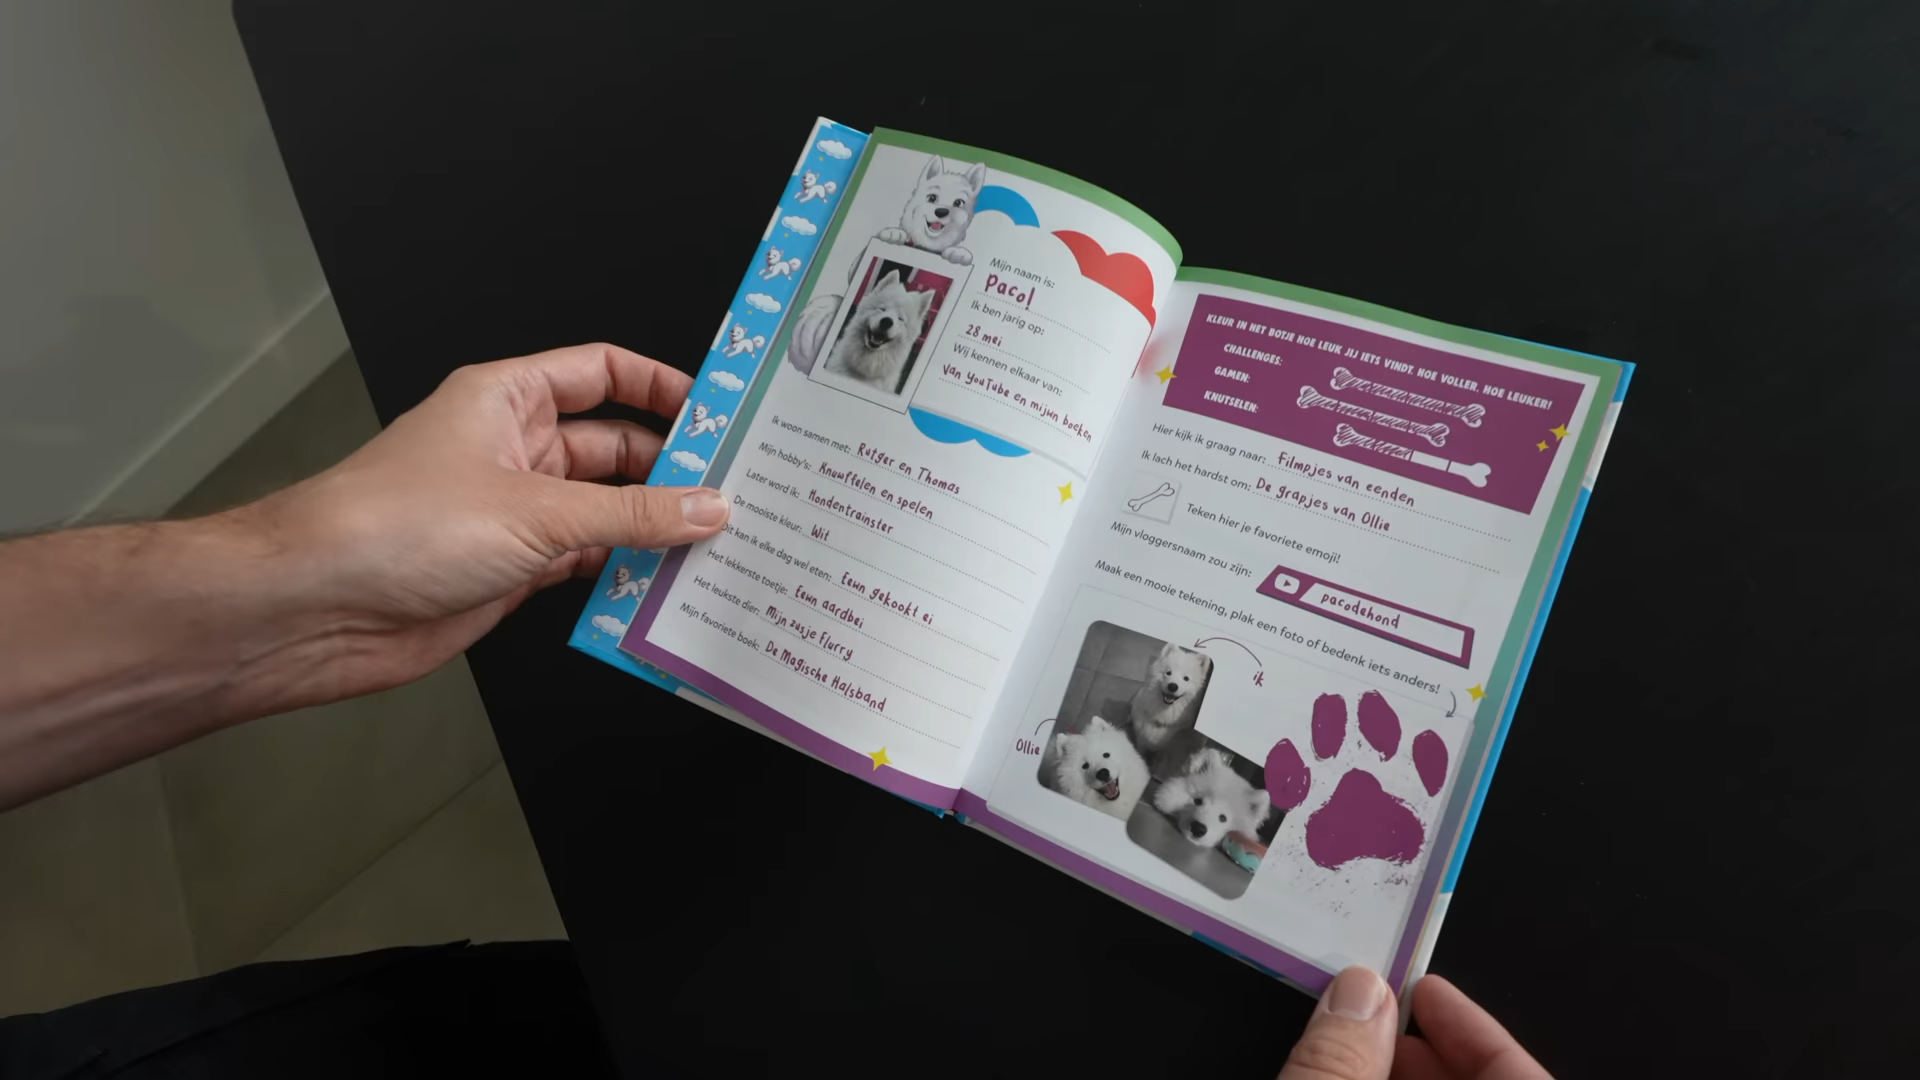 Mijn naam is:
Paco!
Ik ben jarig op:
28 mei
Wij kennen elkaar van:
Van YouTube en mijwn boeken
Ik woon samen met: Rutger en Thomas
Mijn hobby's: Knuwffelen en spelen
Later word ik: Hondentrainster
De mooiste kleur: Wit
Dit kan ik elke dag wel eten: Eewn gekookt ei
Het lekkerste toetje: Eewn aardbei
Het leukste dier: Mijn zusje Flurry
Mijn favoriete boek: De Magische Halsband
KLEUR IN HET BOTJE HOE LEUK JIJ IETS VINDT. HOE VOLLER, HOE LEUKER!
CHALLENGES:
GAMEN:
KNUTSELEN:
Hier kijk ik graag naar: Filmpjes van eenden
Ik lach het hardst om: De grapjes van Ollie
Teken hier je favoriete emoji!
Mijn vloggersnaam zou zijn: pacodehond
Maak een mooie tekening, plak een foto of bedenk iets anders!
ik
Ollie